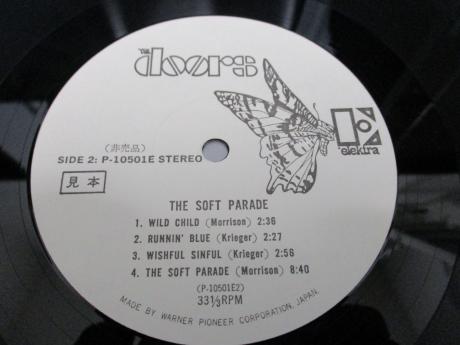 THE
doors
elektra
(非売品)
SIDE 2: P-10501E STEREO
見本
THE SOFT PARADE
1. WILD CHILD (Morrison) 2:36
2. RUNNIN' BLUE (Krieger) 2:27
3. WISHFUL SINFUL (Krieger) 2:56
4. THE SOFT PARADE (Morrison) 8:40
(P-10501E2)
33⅓RPM
MADE BY WARNER PIONEER CORPORATION, JAPAN.